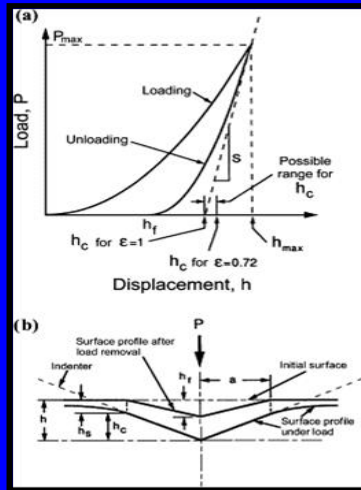 (a)
Pmax
Loading
Load, P
Unloading
S
Possible
range for
hc
hf
hc for ε=1
hmax
hc for ε=0.72
Displacement, h
(b)
P
Surface profile after
load removal
Indenter
hf
a
Initial surface
h
hs
hc
Surface profile
under load